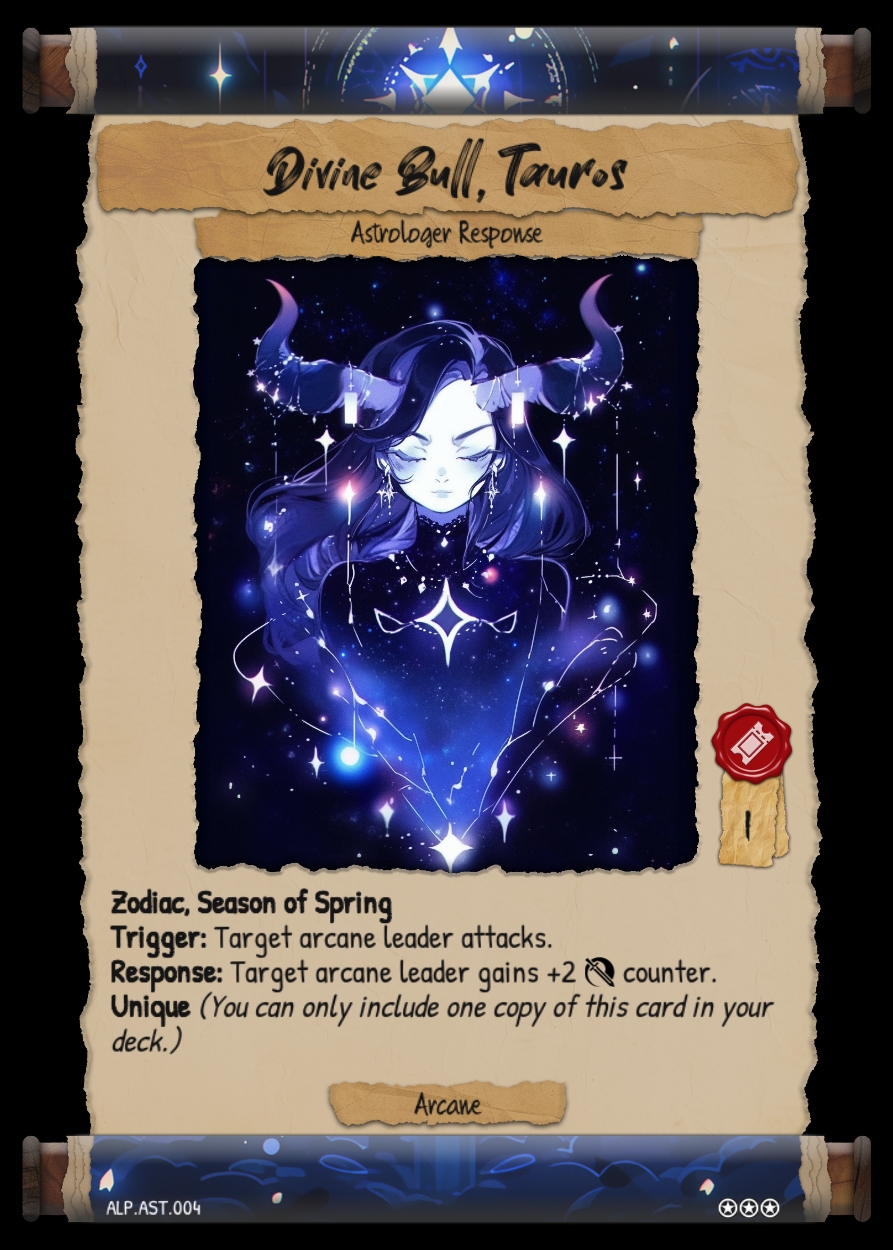 Divine Bull, Tauros
Astrologer Response
1
Zodiac, Season of Spring
Trigger: Target arcane leader attacks.
Response: Target arcane leader gains +2 counter.
Unique (You can only include one copy of this card in your
deck.)
Arcane
ALP.AST.004